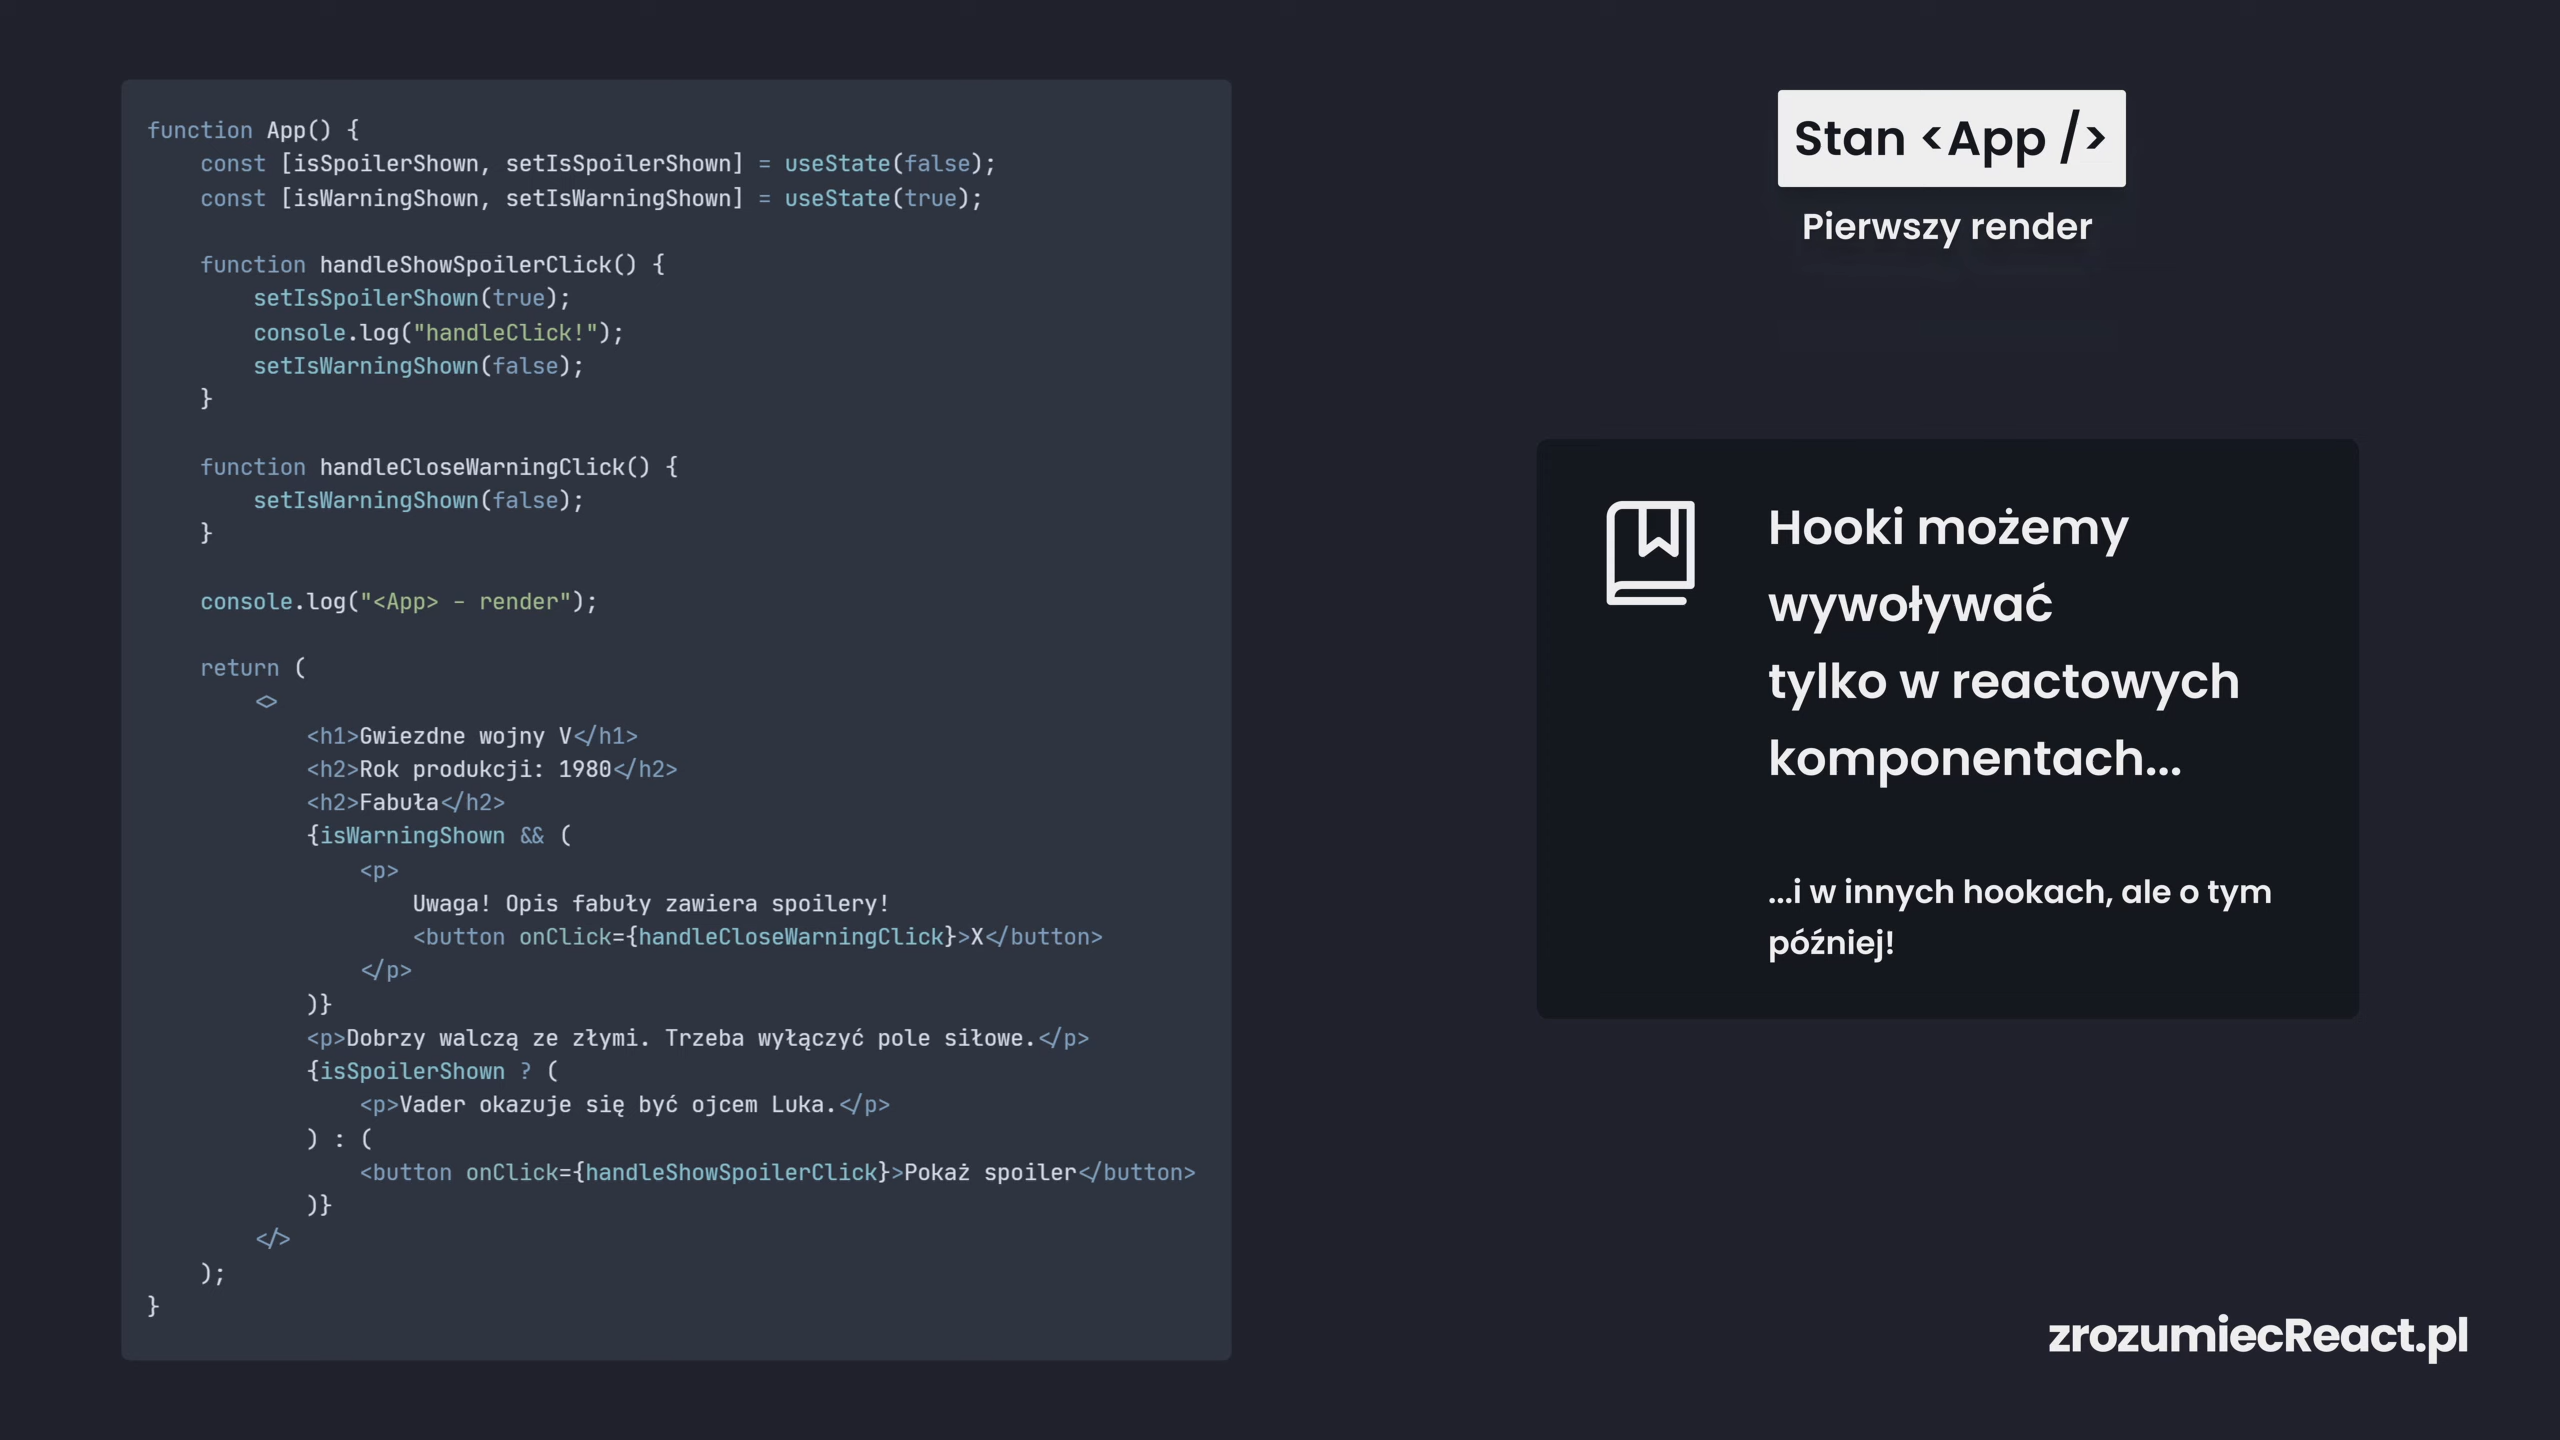 function App() {
    const [isSpoilerShown, setIsSpoilerShown] = useState(false);
    const [isWarningShown, setIsWarningShown] = useState(true);

    function handleShowSpoilerClick() {
        setIsSpoilerShown(true);
        console.log("handleClick!");
        setIsWarningShown(false);
    }

    function handleCloseWarningClick() {
        setIsWarningShown(false);
    }

    console.log("<App> - render");

    return (
        <>
            <h1>Gwiezdne wojny V</h1>
            <h2>Rok produkcji: 1980</h2>
            <h2>Fabuła</h2>
            {isWarningShown && (
                <p>
                    Uwaga! Opis fabuły zawiera spoilery!
                    <button onClick={handleCloseWarningClick}>X</button>
                </p>
            )}
            <p>Dobrzy walczą ze złymi. Trzeba wyłączyć pole siłowe.</p>
            {isSpoilerShown ? (
                <p>Vader okazuje się być ojcem Luka.</p>
            ) : (
                <button onClick={handleShowSpoilerClick}>Pokaż spoiler</button>
            )}
        </>
    );
}
Stan <App />
Pierwszy render
Hooki możemy
wywoływać
tylko w reactowych
komponentach...
...i w innych hookach, ale o tym
później!
zrozumiecReact.pl